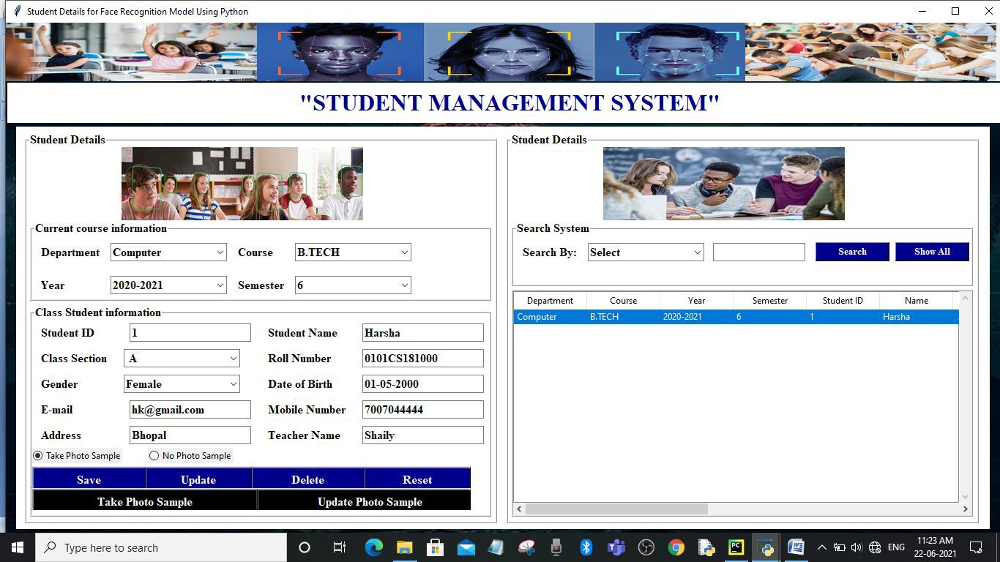 Student Details for Face Recognition Model Using Python
"STUDENT MANAGEMENT SYSTEM"
Student Details
Current course information
Department Computer Course B.TECH
Year 2020-2021 Semester 6
Class Student information
Student ID 1 Student Name Harsha
Class Section A Roll Number 0101CS181000
Gender Female Date of Birth 01-05-2000
E-mail hk@gmail.com Mobile Number 7007044444
Address Bhopal Teacher Name Shaily
Take Photo Sample No Photo Sample
Save Update Delete Reset
Take Photo Sample Update Photo Sample
Student Details
Search System
Search By: Select Search Show All
Department Course Year Semester Student ID Name
Computer B.TECH 2020-2021 6 1 Harsha
Type here to search
PC
W
ENG
11:23 AM
22-06-2021